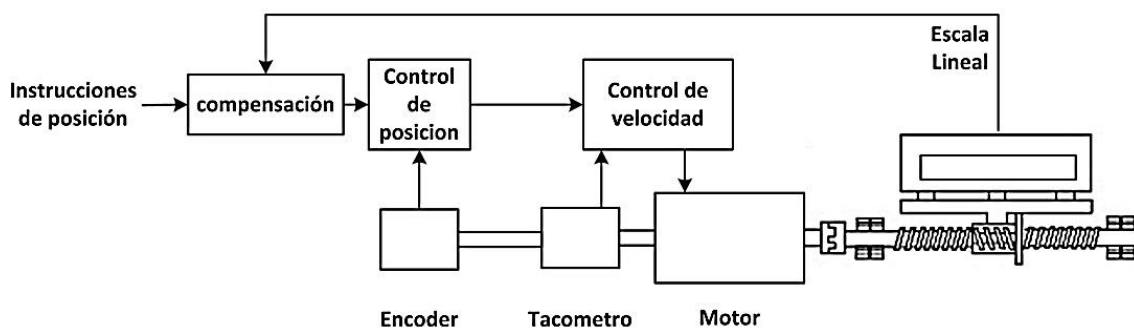 Escala
Lineal
Instrucciones
de posición
compensación
Control
de
posicion
Control de
velocidad
Encoder
Tacometro
Motor